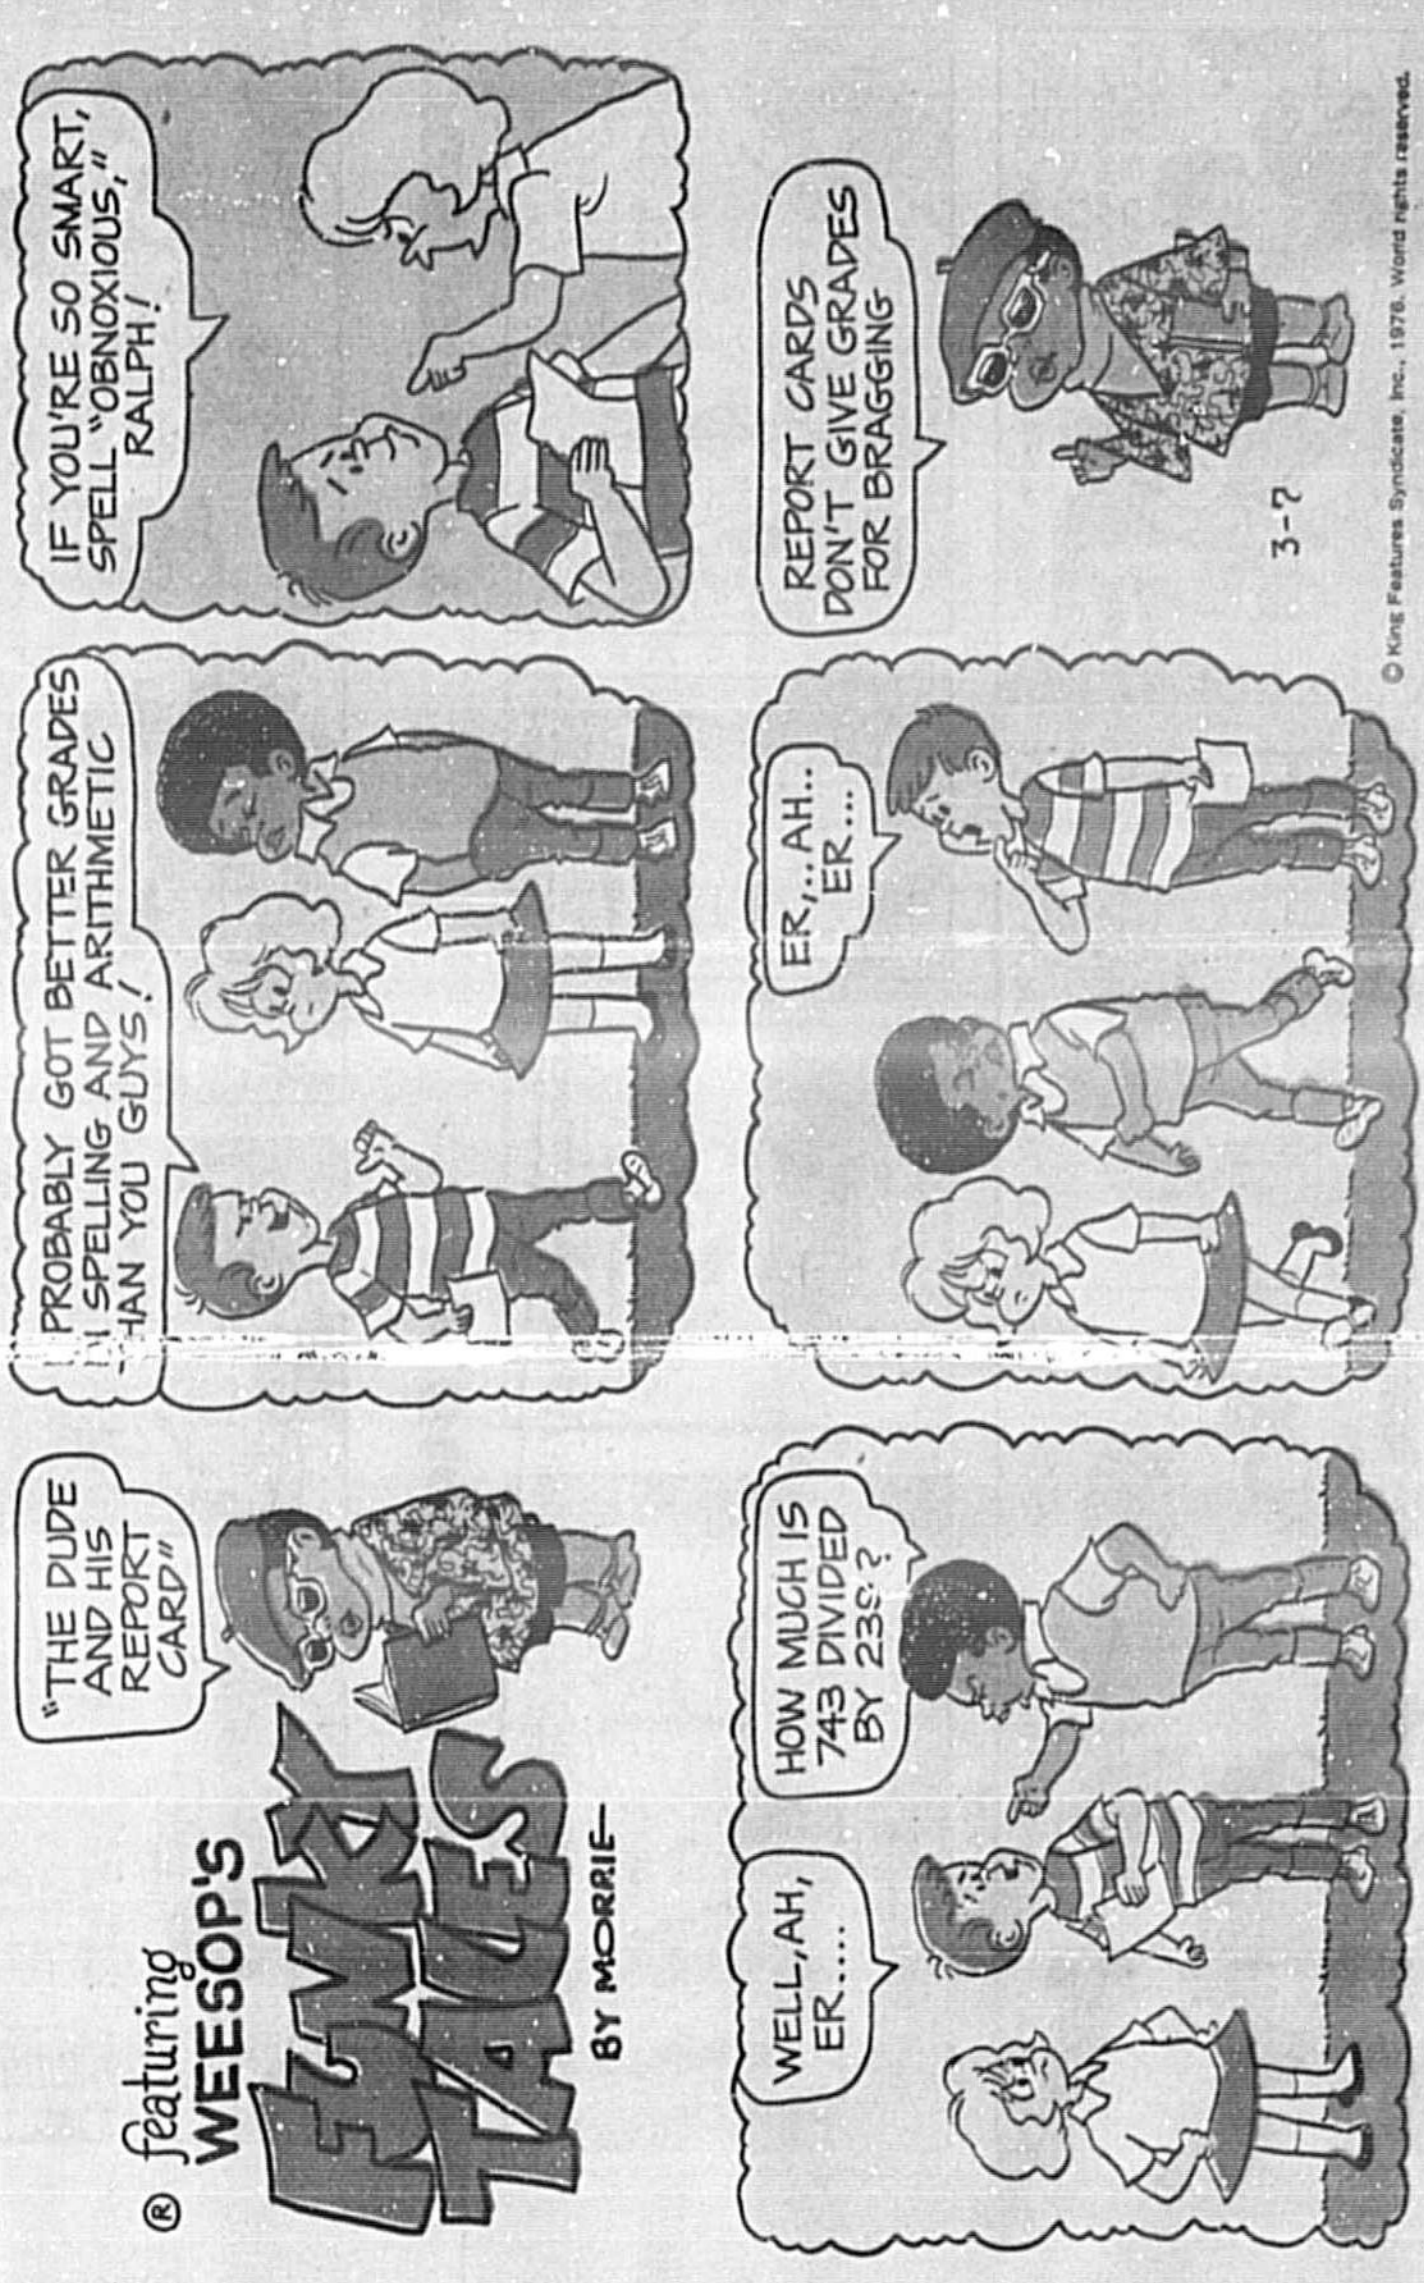 ® featuring
WEESOP'S
FUNKY
TALES
BY MORRIE
"THE DUDE
AND HIS
REPORT
CARD"
PROBABLY GOT BETTER GRADES
IN SPELLING AND ARITHMETIC
THAN YOU GUYS!
IF YOU'RE SO SMART,
SPELL "OBNOXIOUS,"
RALPH!
WELL, AH,
ER.....
HOW MUCH IS
743 DIVIDED
BY
ER,... AH..
ER....
REPORT CARDS
DON'T GIVE GRADES
FOR BRAGGING
3-7
© King Features Syndicate, Inc., 1976. World rights reserved.